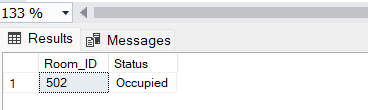 133 %
Results Messages
Room_ID Status
1 502 Occupied